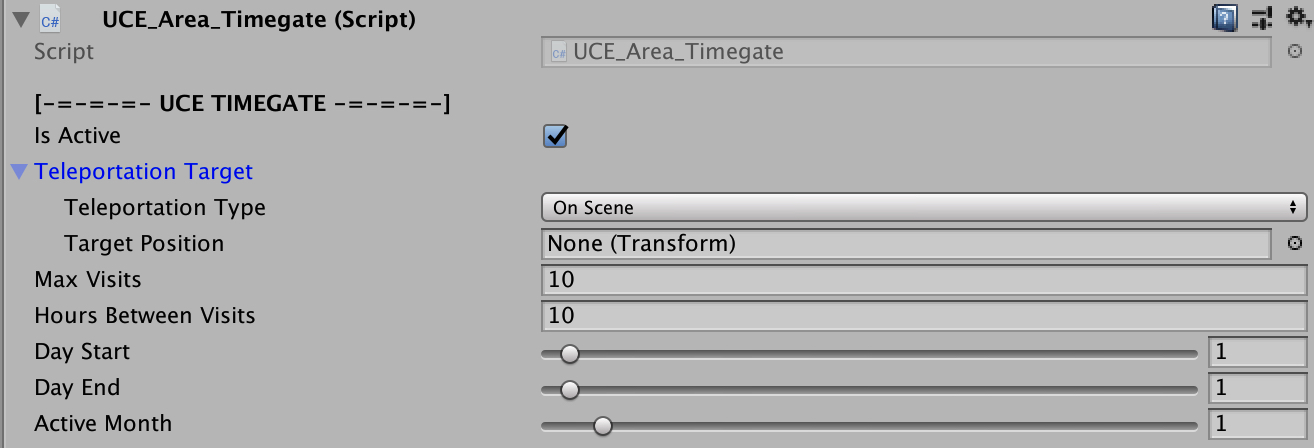 C# UCE_Area_Timegate (Script)
Script C# UCE_Area_Timegate
[-=-=-=- UCE TIMEGATE -=-=-=-]
Is Active
Teleportation Target
Teleportation Type On Scene
Target Position None (Transform)
Max Visits 10
Hours Between Visits 10
Day Start 1
Day End 1
Active Month 1